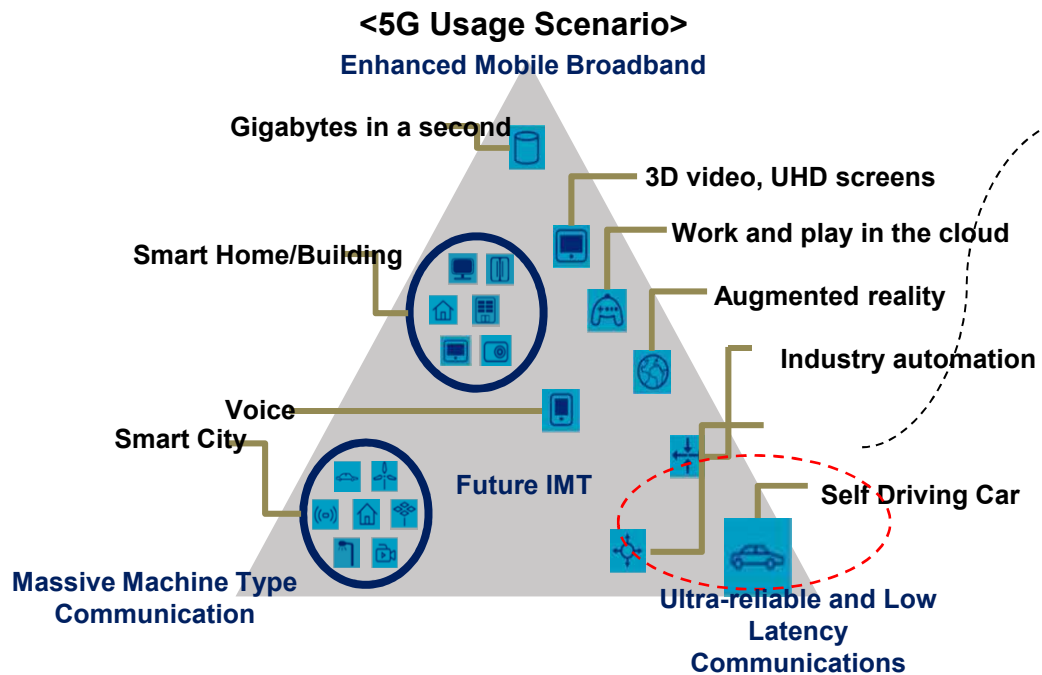 <5G Usage Scenario>
Enhanced Mobile Broadband
Gigabytes in a second
3D video, UHD screens
Work and play in the cloud
Smart Home/Building
Augmented reality
Industry automation
Voice
Smart City
Future IMT
Self Driving Car
Massive Machine Type
Communication
Ultra-reliable and Low
Latency
Communications